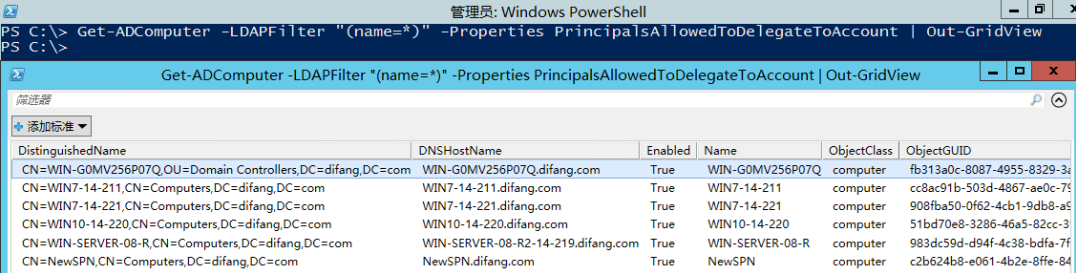 管理员: Windows PowerShell
PS C:\> Get-ADComputer -LDAPFilter "(name=*)" -Properties PrincipalsAllowedToDelegateToAccount | Out-GridView
PS C:\>
Get-ADComputer -LDAPFilter "(name=*)" -Properties PrincipalsAllowedToDelegateToAccount | Out-GridView
筛选器
添加标准
DistinguishedName DNSHostName Enabled Name ObjectClass ObjectGUID
CN=WIN-G0MV256P07Q,OU=Domain Controllers,DC=difang,DC=com WIN-G0MV256P07Q.difang.com True WIN-G0MV256P07Q computer fb313a0c-8087-4955-8329-3a
CN=WIN7-14-211,CN=Computers,DC=difang,DC=com WIN7-14-211.difang.com True WIN7-14-211 computer cc8ac91b-503d-4867-ae0c-79
CN=WIN7-14-221,CN=Computers,DC=difang,DC=com WIN7-14-221.difang.com True WIN7-14-221 computer 908fba50-0f62-4cb1-9db8-a9
CN=WIN10-14-220,CN=Computers,DC=difang,DC=com WIN10-14-220.difang.com True WIN10-14-220 computer 51bd70e8-3286-46a5-82cc-3
CN=WIN-SERVER-08-R,CN=Computers,DC=difang,DC=com WIN-SERVER-08-R2-14-219.difang.com True WIN-SERVER-08-R computer 983dc59d-d94f-4c38-bdfa-7f
CN=NewSPN,CN=Computers,DC=difang,DC=com NewSPN.difang.com True NewSPN computer c2b624b8-e061-4b2e-8ffe-84